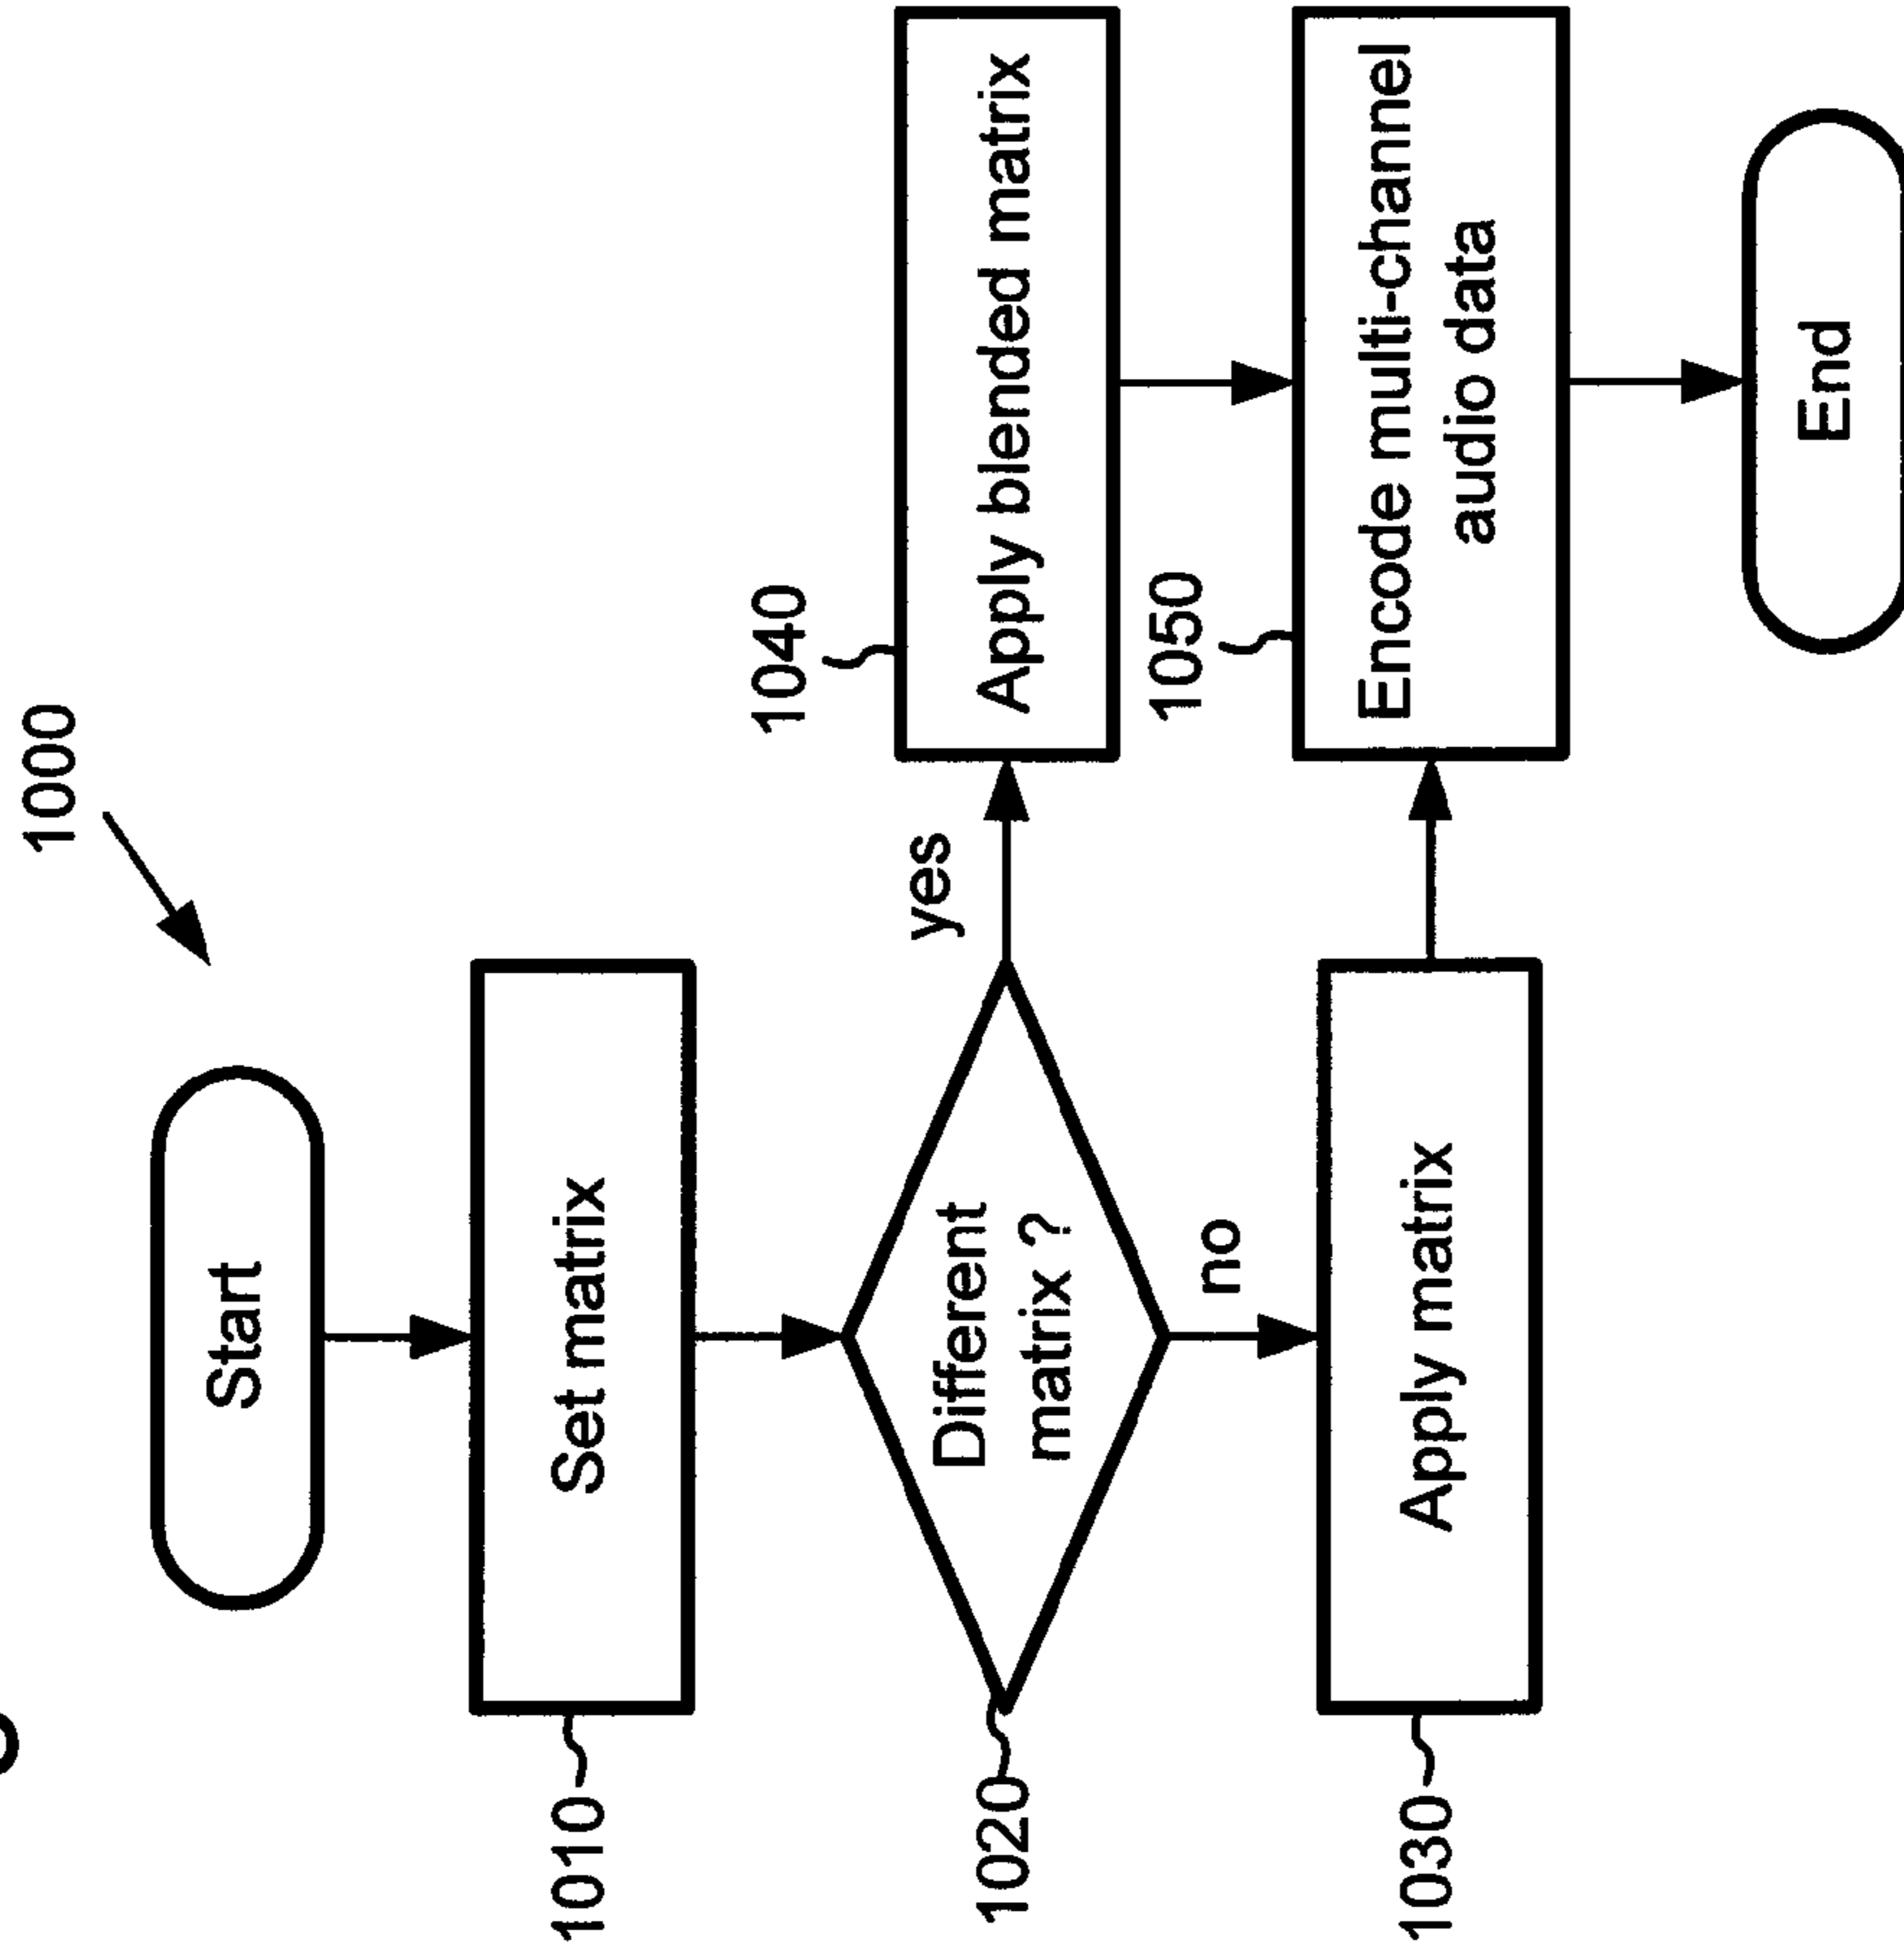 1000
Start
1010
Set matrix
1020
Different
matrix ?
yes
no
1030
Apply matrix
1040
Apply blended matrix
1050
Encode multi-channel
audio data
End